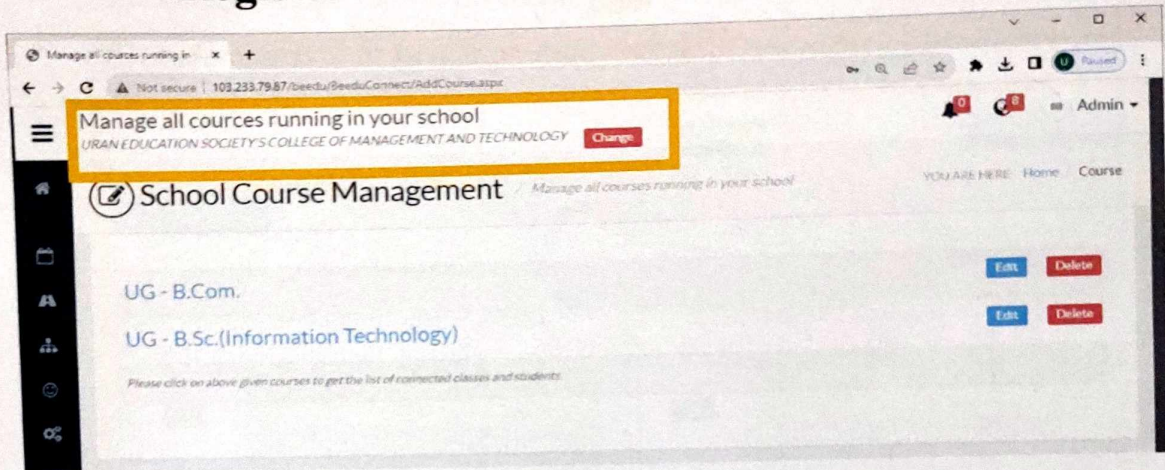 Manage all cources running in
Paused
Not secure | 103.233.79.87/beedu/BeeduConnect/AddCourse.aspx
Manage all cources running in your school
0
8
Admin
URAN EDUCATION SOCIETY'S COLLEGE OF MANAGEMENT AND TECHNOLOGY
Change
School Course Management
/ Manage all courses running in your school
YOU ARE HERE: Home / Course
UG - B.Com.
Edit Delete
UG - B.Sc.(Information Technology)
Edit Delete
Please click on above given courses to get the list of connected classes and students.